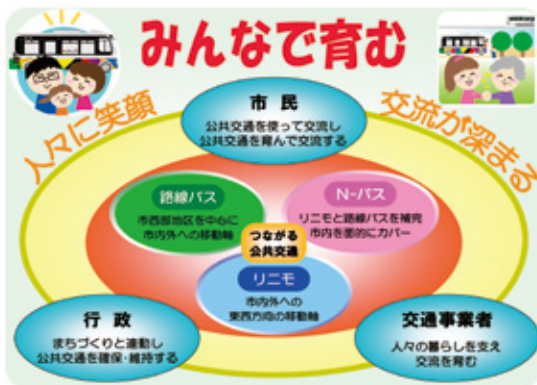 みんなで育む
人々に笑顔
交流が深まる
市民
公共交通を使って交流し
公共交通を育んで交流する
路線バス
市西部地区を中心に
市内外への移動軸
N-バス
リニモと路線バスを補完
市内を面的にカバー
つながる
公共交通
リニモ
市内外への
東西方向の移動軸
行政
まちづくりと連動し
公共交通を確保・維持する
交通事業者
人々の暮らしを支え
交流を育む